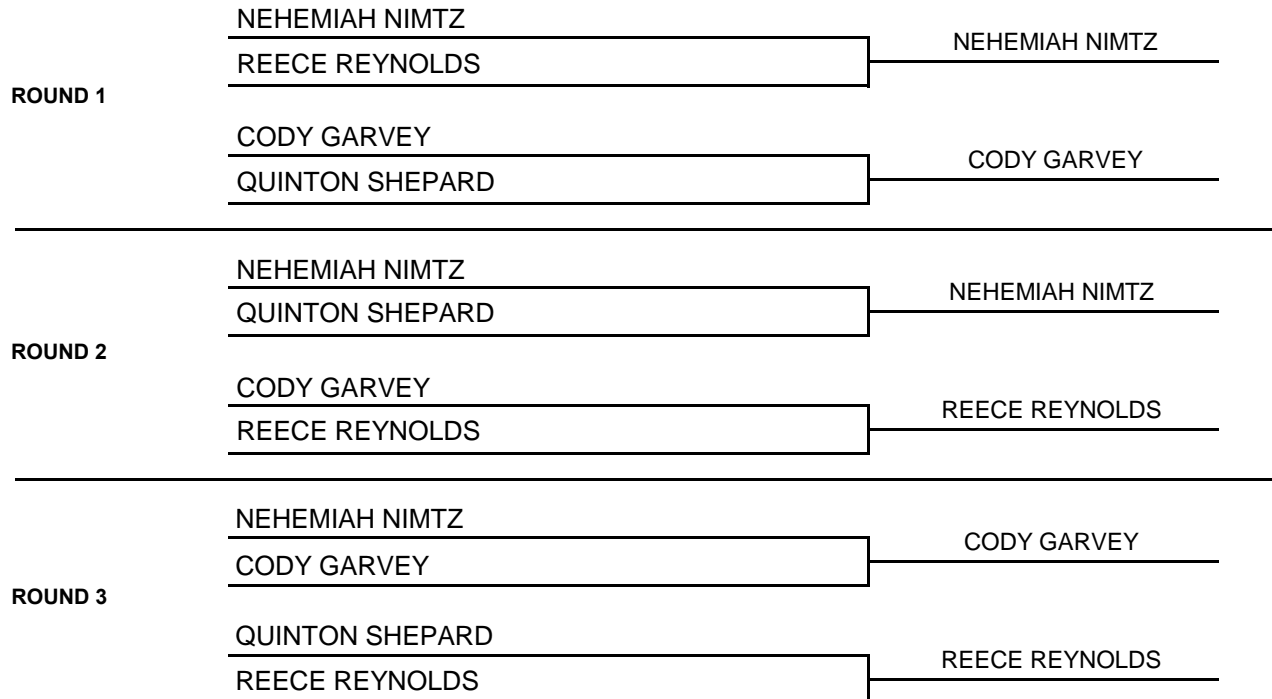 NEHEMIAH NIMTZ
NEHEMIAH NIMTZ
REECE REYNOLDS
ROUND 1
CODY GARVEY
CODY GARVEY
QUINTON SHEPARD
NEHEMIAH NIMTZ
NEHEMIAH NIMTZ
QUINTON SHEPARD
ROUND 2
CODY GARVEY
REECE REYNOLDS
REECE REYNOLDS
NEHEMIAH NIMTZ
CODY GARVEY
CODY GARVEY
ROUND 3
QUINTON SHEPARD
REECE REYNOLDS
REECE REYNOLDS